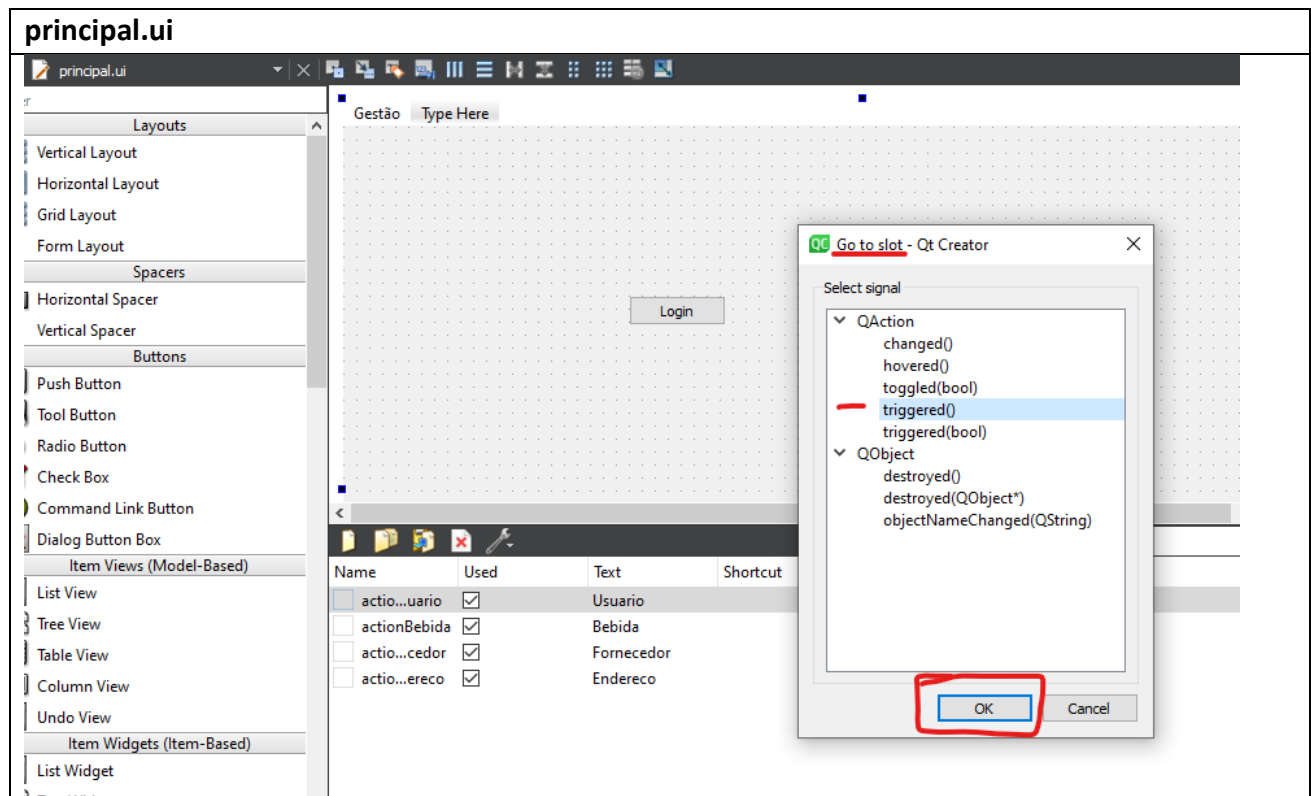 principal.ui
principal.ui
Gestão Type Here
Layouts
Vertical Layout
Horizontal Layout
Grid Layout
Form Layout
Spacers
Horizontal Spacer
Vertical Spacer
Buttons
Push Button
Tool Button
Radio Button
Check Box
Command Link Button
Dialog Button Box
Item Views (Model-Based)
List View
Tree View
Table View
Column View
Undo View
Item Widgets (Item-Based)
List Widget
Login
QC Go to slot - Qt Creator
Select signal
QAction
changed()
hovered()
toggled(bool)
triggered()
triggered(bool)
QObject
destroyed()
destroyed(QObject*)
objectNameChanged(QString)
OK Cancel
Name Used Text Shortcut
actio...uario Usuario
actionBebida Bebida
actio...cedor Fornecedor
actio...ereco Endereco